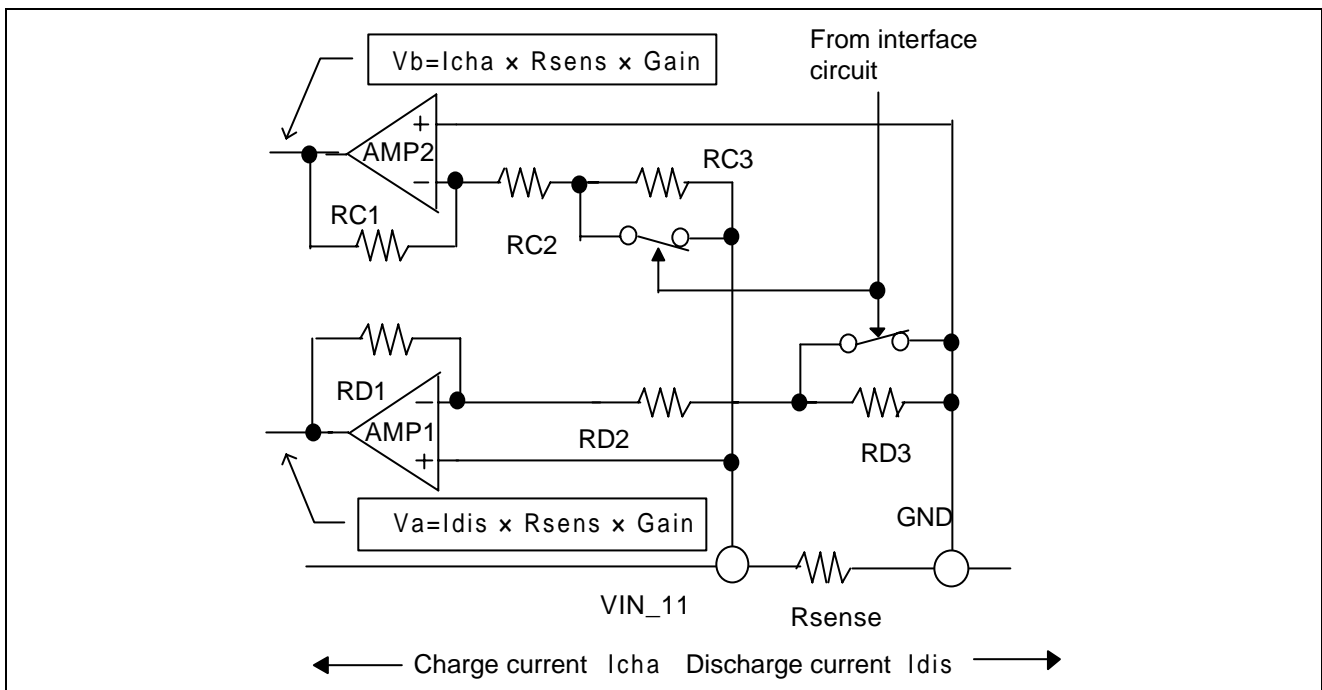 From interface
circuit
Vb=Icha × Rsens × Gain
+
AMP2
−
RC3
RC1
RC2
RD1
−
AMP1
+
RD2
RD3
Va=Idis × Rsens × Gain
GND
VIN_11
Rsense
Charge current Icha Discharge current Idis